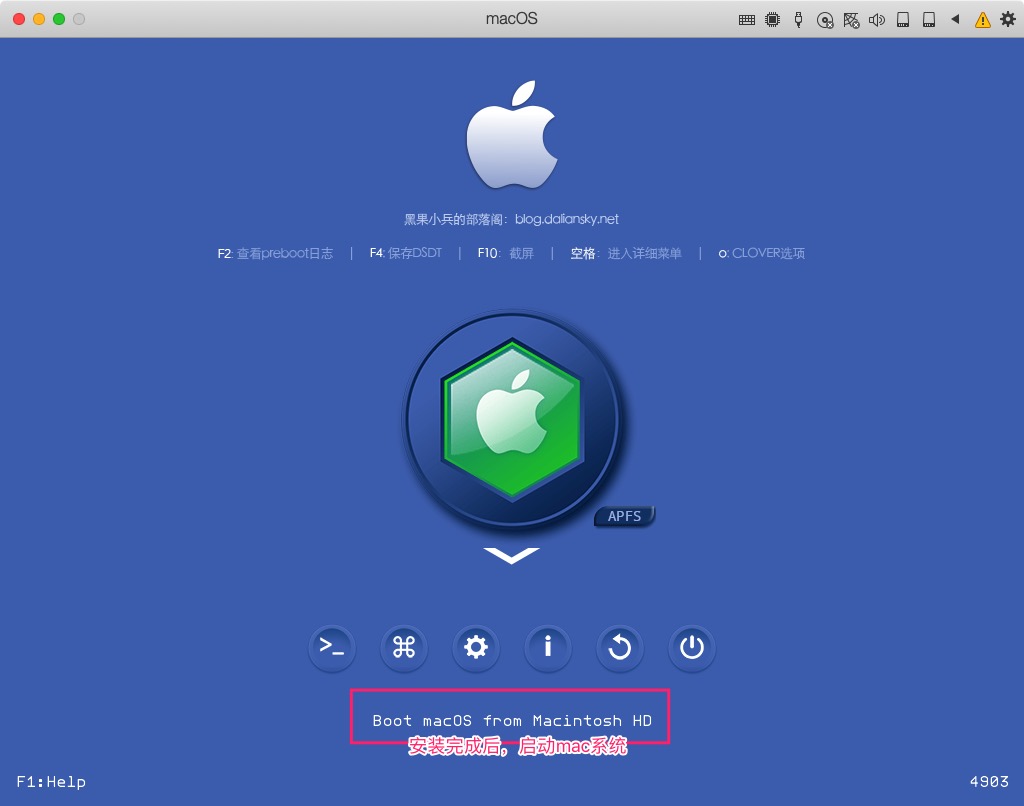 macOS
黑果小兵的部落阁：blog.daliansky.net
F2: 查看preboot日志 | F4: 保存DSDT | F10: 截屏 | 空格: 进入详细菜单 | o: CLOVER选项
APFS
Boot macOS from Macintosh HD
安装完成后，启动mac系统
F1:Help
4903